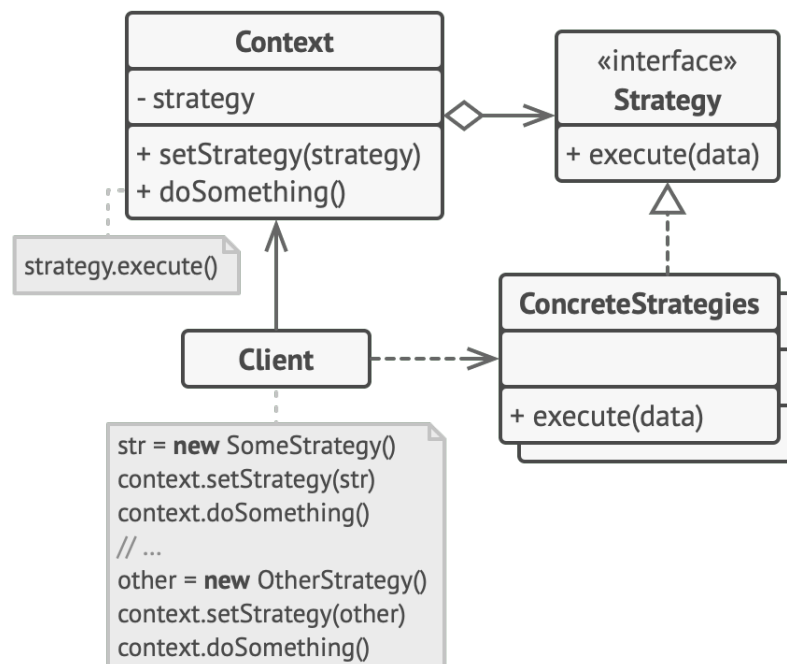 Context
- strategy
+ setStrategy(strategy)
+ doSomething()
«interface»
Strategy
+ execute(data)
strategy.execute()
ConcreteStrategies
+ execute(data)
Client
str = new SomeStrategy()
context.setStrategy(str)
context.doSomething()
// ...
other = new OtherStrategy()
context.setStrategy(other)
context.doSomething()